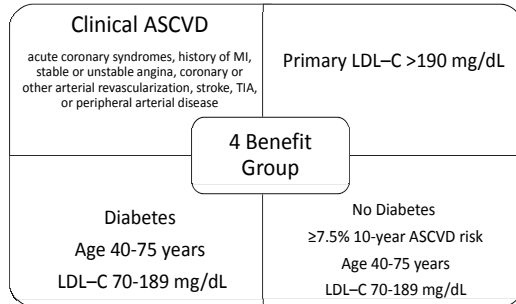 Clinical ASCVD
acute coronary syndromes, history of MI,
stable or unstable angina, coronary or
other arterial revascularization, stroke, TIA,
or peripheral arterial disease
Primary LDL–C >190 mg/dL
4 Benefit
Group
Diabetes
Age 40-75 years
LDL–C 70-189 mg/dL
No Diabetes
≥7.5% 10-year ASCVD risk
Age 40-75 years
LDL–C 70-189 mg/dL